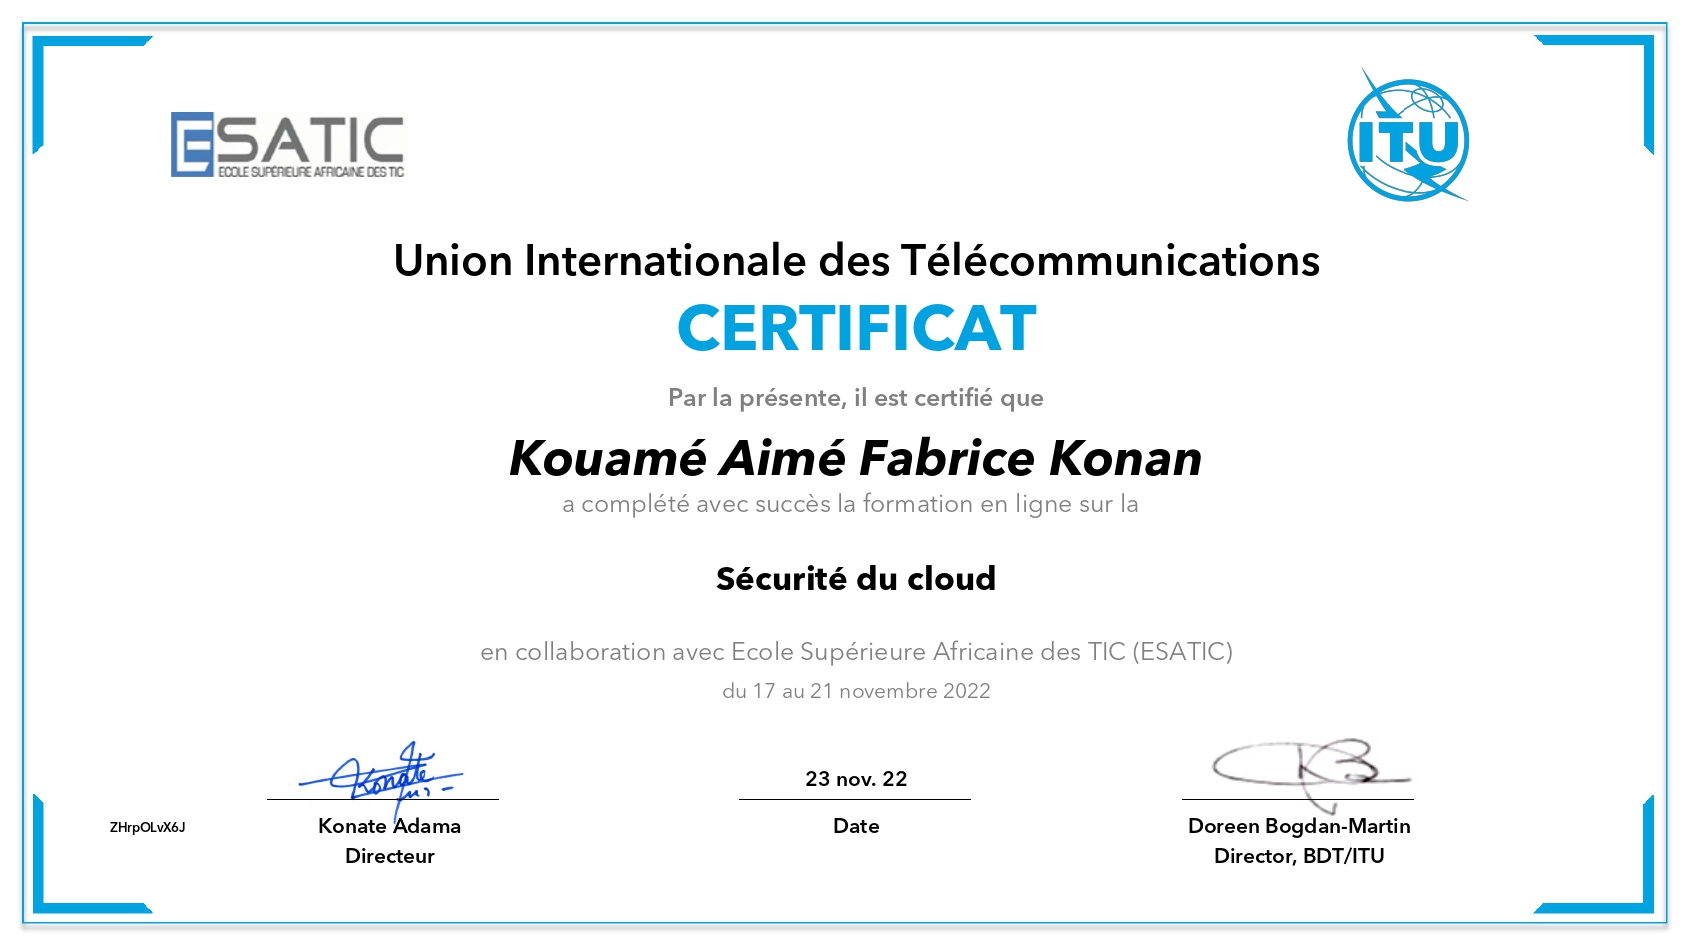 ESATIC
ECOLE SUPÉRIEURE AFRICAINE DES TIC
ITU
Union Internationale des Télécommunications
CERTIFICAT
Par la présente, il est certifié que
Kouamé Aimé Fabrice Konan
a complété avec succès la formation en ligne sur la
Sécurité du cloud
en collaboration avec Ecole Supérieure Africaine des TIC (ESATIC)
du 17 au 21 novembre 2022
Konate
23 nov. 22
ZHrpOLvX6J
Konate Adama
Date
Doreen Bogdan-Martin
Directeur
Director, BDT/ITU